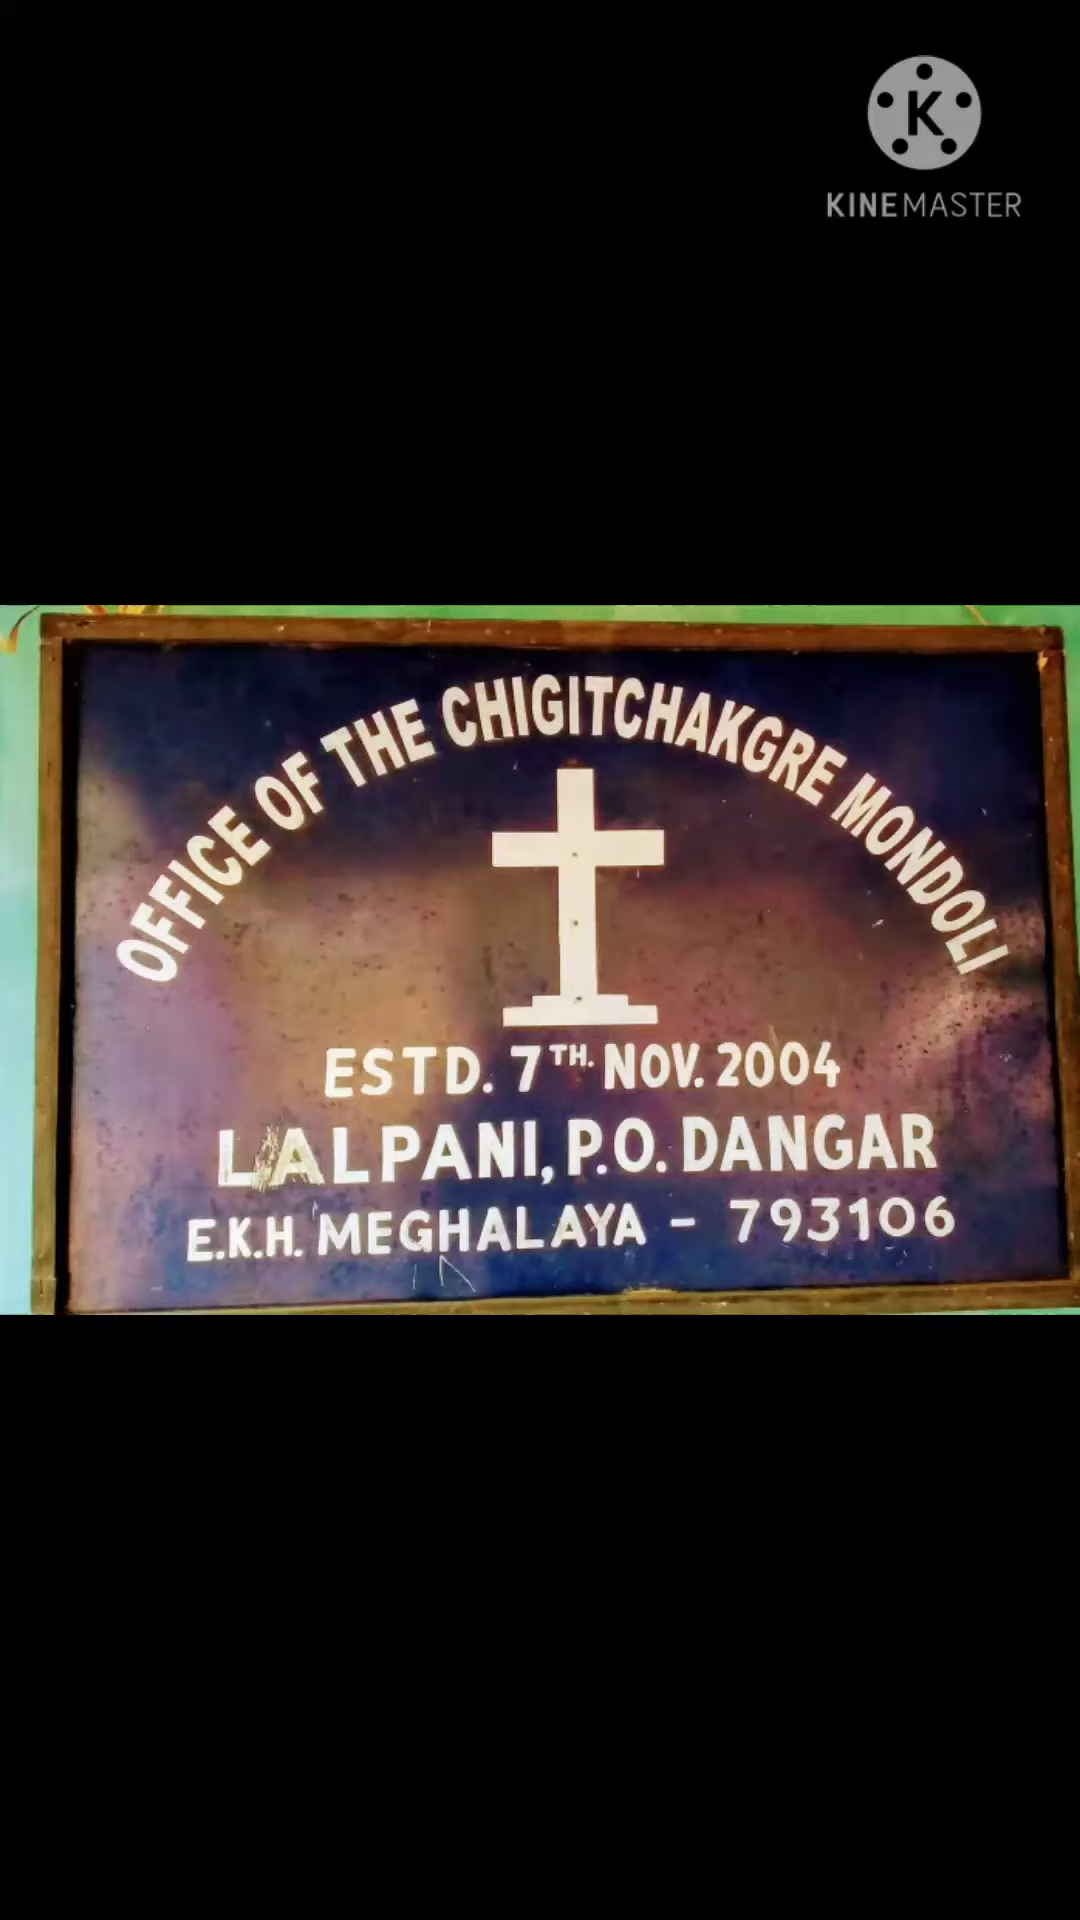 KINEMASTER
OFFICE OF THE CHIGITCHAKGRE MONDOLI
ESTD. 7TH. NOV. 2004
LALPANI, P.O. DANGAR
E.K.H. MEGHALAYA - 793106